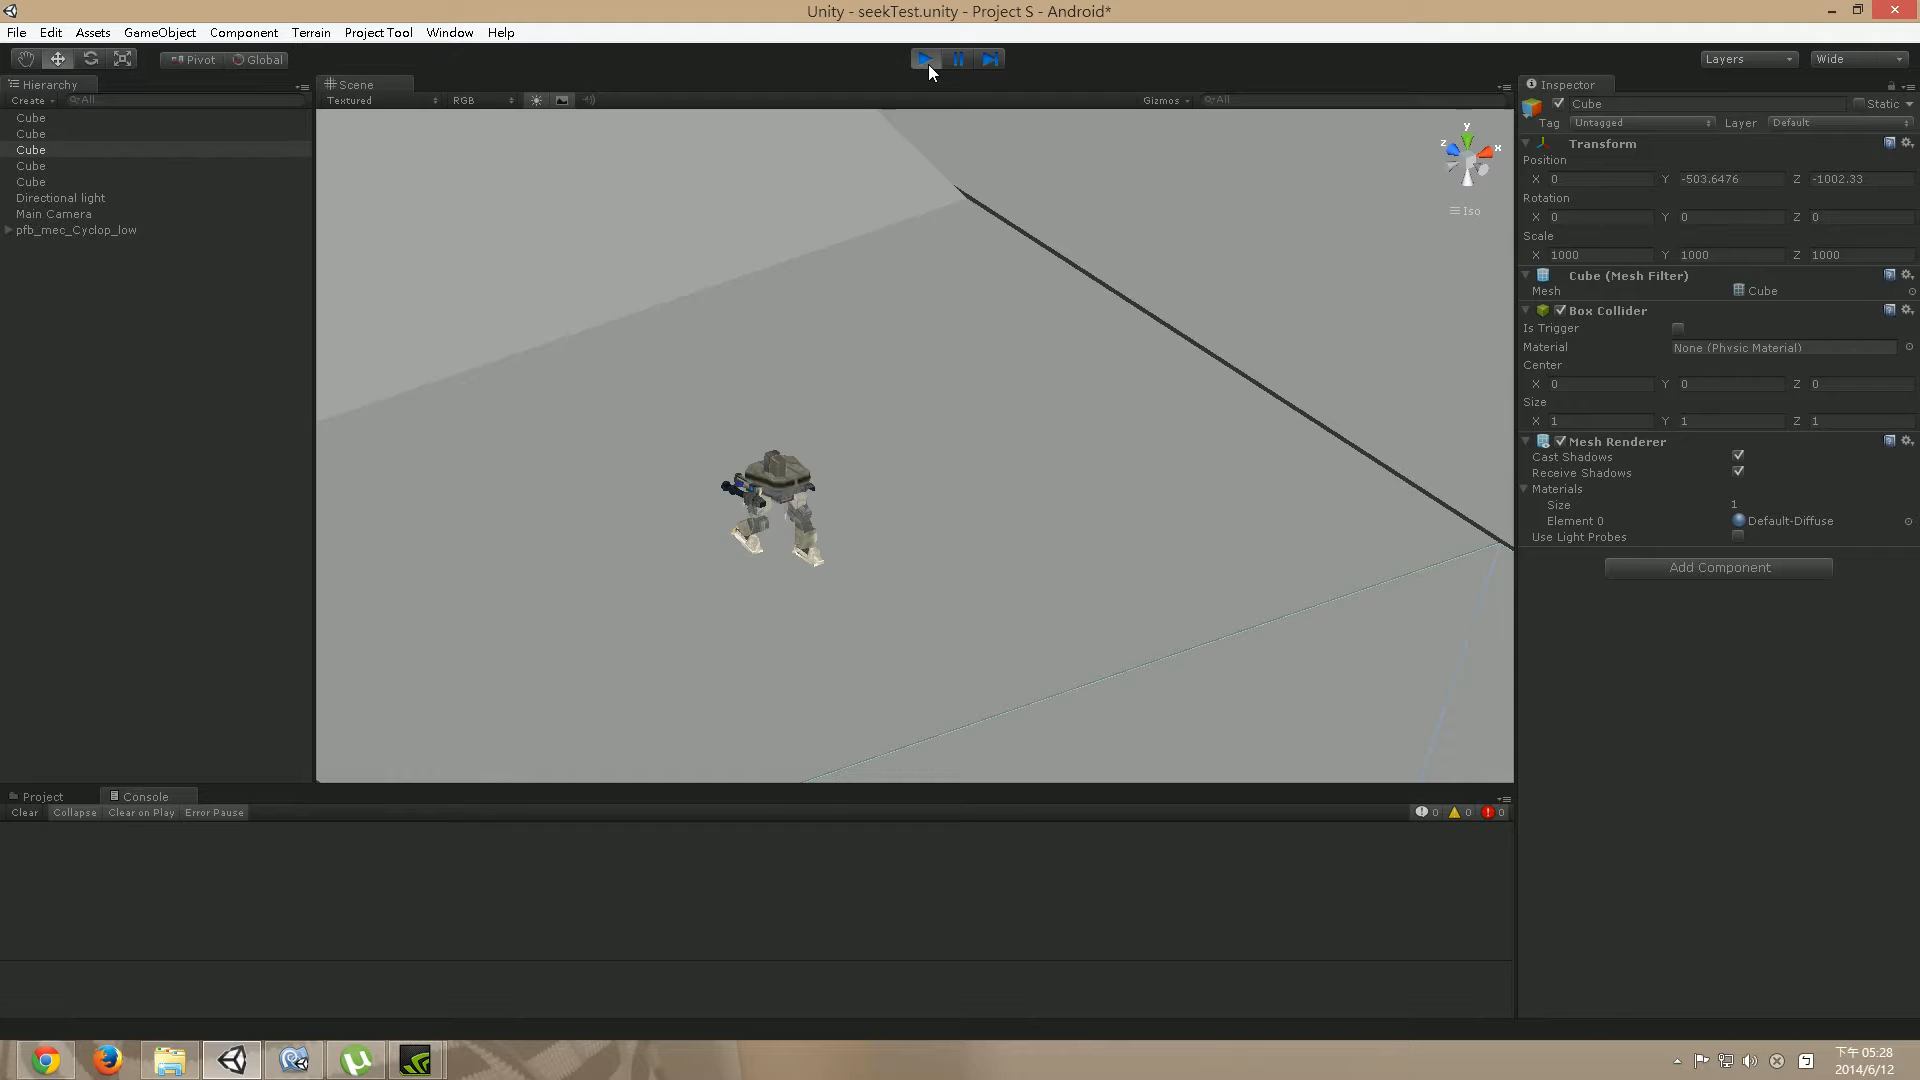 Unity - seekTest.unity - Project S - Android*
File Edit Assets GameObject Component Terrain Project Tool Window Help
Pivot Global Layers Wide
Hierarchy
Create All
Cube
Cube
Cube
Cube
Cube
Directional light
Main Camera
pfb_mec_Cyclop_low
Scene
Textured RGB Gizmos All
y
z x
Iso
Inspector
Cube Static
Tag Untagged Layer Default
Transform
Position
X 0 Y -503.6476 Z -1002.33
Rotation
X 0 Y 0 Z 0
Scale
X 1000 Y 1000 Z 1000
Cube (Mesh Filter)
Mesh Cube
Box Collider
Is Trigger
Material None (Physic Material)
Center
X 0 Y 0 Z 0
Size
X 1 Y 1 Z 1
Mesh Renderer
Cast Shadows
Receive Shadows
Materials
Size 1
Element 0 Default-Diffuse
Use Light Probes
Add Component
Project Console
Clear Collapse Clear on Play Error Pause 0 0 0
下午 05:28
2014/6/12